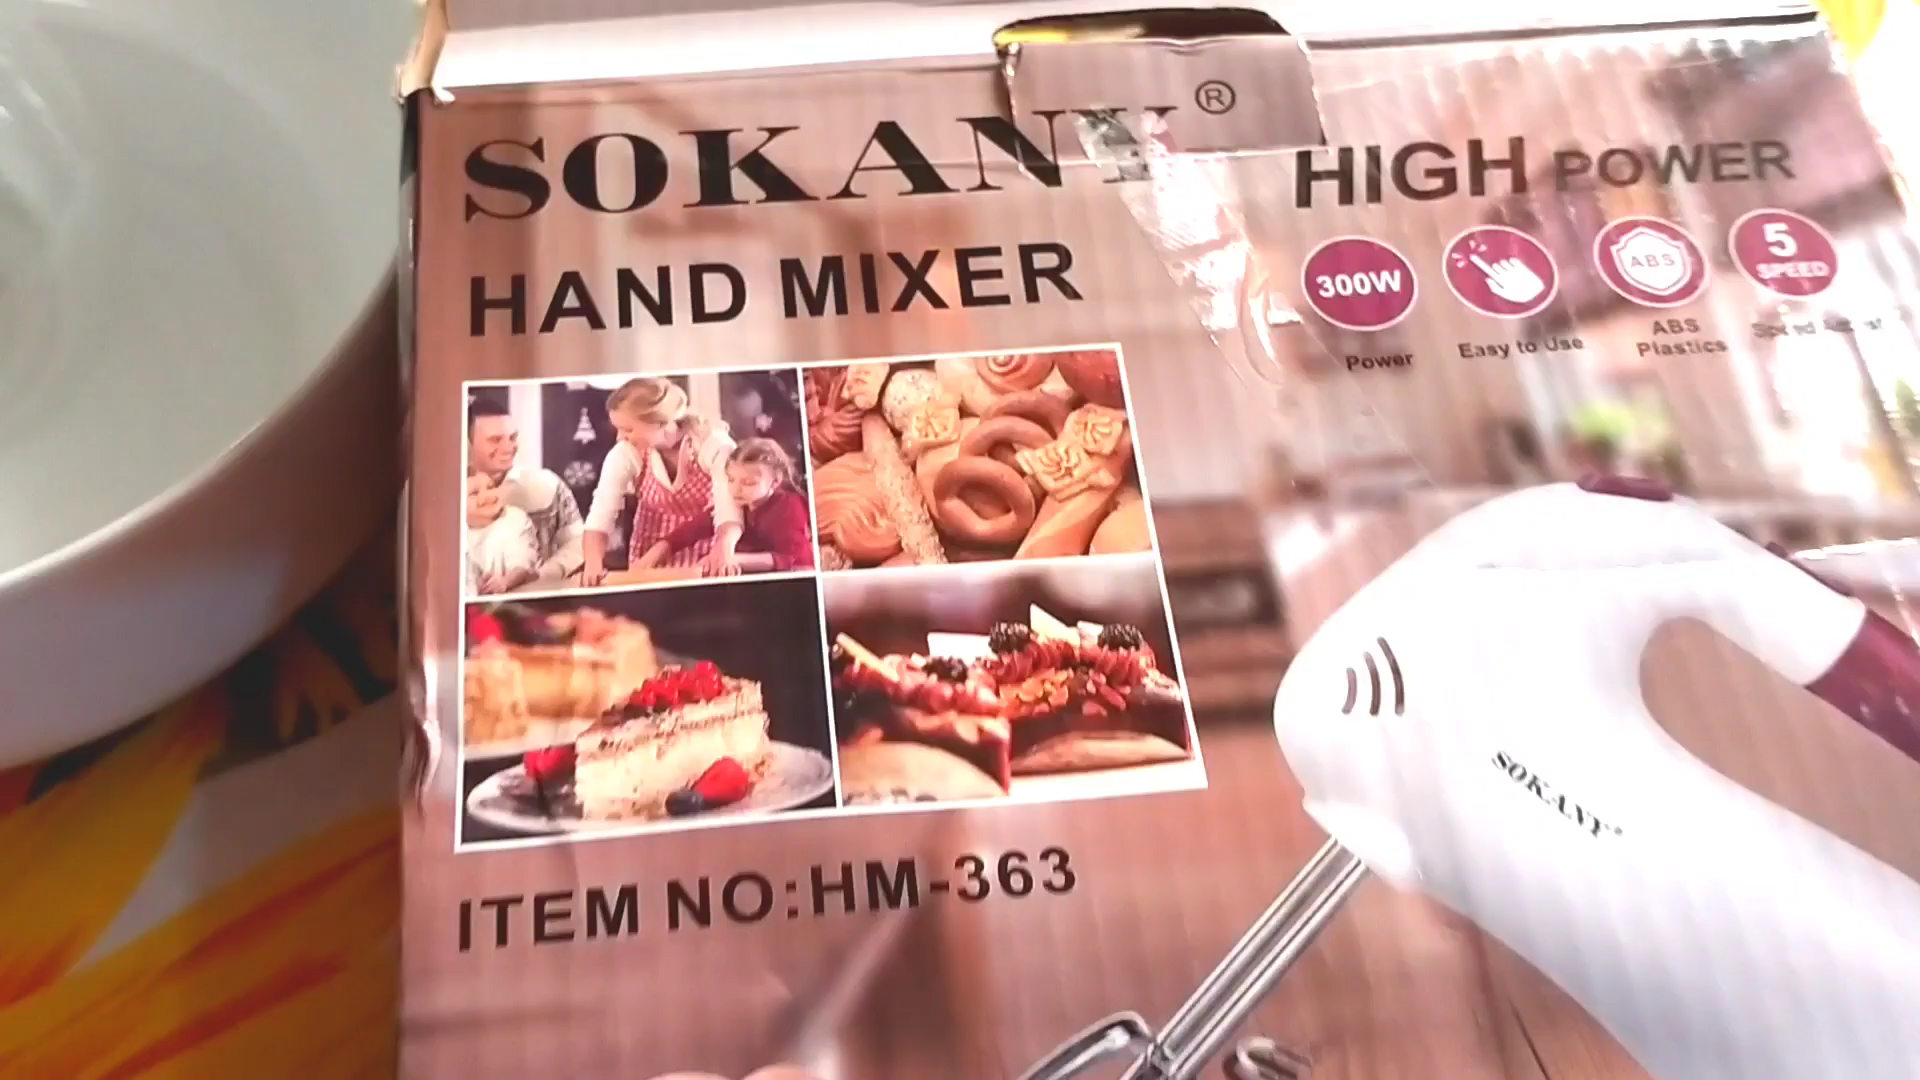 SOKANY®
HAND MIXER
HIGH POWER
300W
ABS
5
SPEED
Power
Easy to Use
ABS
Plastics
SOKANY
ITEM NO:HM-363